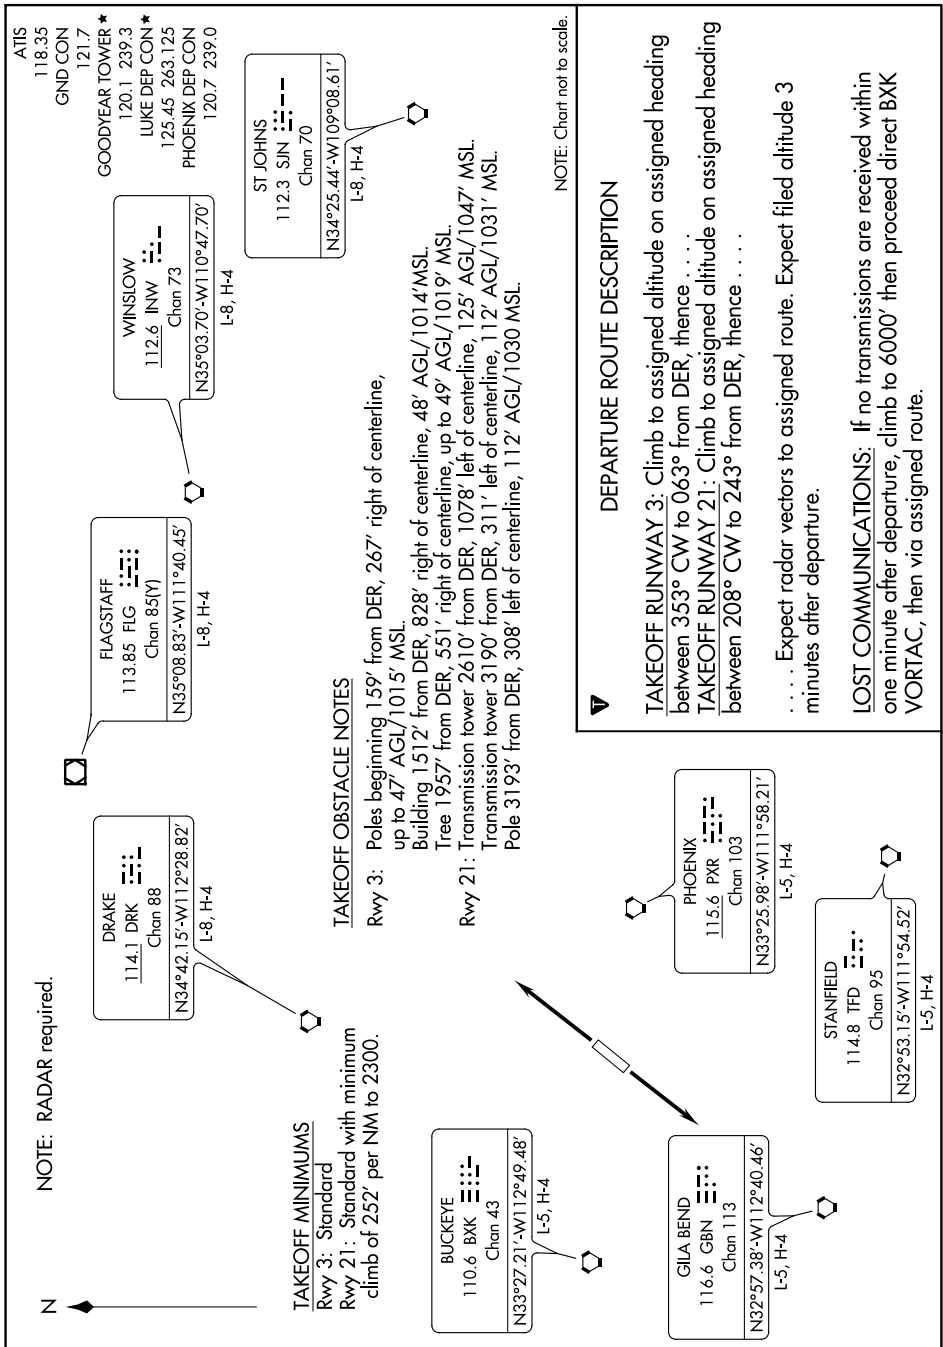 NOTE: RADAR required.
N
ATIS
118.35
GND CON
121.7
GOODYEAR TOWER ★
120.1 239.3
LUKE DEP CON ★
125.45 263.125
PHOENIX DEP CON
120.7 239.0
DRAKE
114.1 DRK
Chan 88
N34°42.15'-W112°28.82'
L-8, H-4
FLAGSTAFF
113.85 FLG
Chan 85(Y)
N35°08.83'-W111°40.45'
L-8, H-4
WINSLOW
112.6 INW
Chan 73
N35°03.70'-W110°47.70'
L-8, H-4
ST JOHNS
112.3 SJN
Chan 70
N34°25.44'-W109°08.61'
L-8, H-4
TAKEOFF MINIMUMS
Rwy 3: Standard
Rwy 21: Standard with minimum
climb of 252' per NM to 2300.
TAKEOFF OBSTACLE NOTES
Rwy 3: Poles beginning 159' from DER, 267' right of centerline,
up to 47' AGL/1015' MSL.
Building 1512' from DER, 828' right of centerline, 48' AGL/1014'MSL.
Tree 1957' from DER, 551' right of centerline, up to 49' AGL/1019' MSL.
Rwy 21: Transmission tower 2610' from DER, 1078' left of centerline, 125' AGL/1047' MSL.
Transmission tower 3190' from DER, 311' left of centerline, 112' AGL/1031' MSL.
Pole 3193' from DER, 308' left of centerline, 112' AGL/1030 MSL.
BUCKEYE
110.6 BXK
Chan 43
N33°27.21'-W112°49.48'
L-5, H-4
GILA BEND
116.6 GBN
Chan 113
N32°57.38'-W112°40.46'
L-5, H-4
PHOENIX
115.6 PXR
Chan 103
N33°25.98'-W111°58.21'
L-5, H-4
STANFIELD
114.8 TFD
Chan 95
N32°53.15'-W111°54.52'
L-5, H-4
NOTE: Chart not to scale.
T
DEPARTURE ROUTE DESCRIPTION
TAKEOFF RUNWAY 3: Climb to assigned altitude on assigned heading
between 353° CW to 063° from DER, thence . . . .
TAKEOFF RUNWAY 21: Climb to assigned altitude on assigned heading
between 208° CW to 243° from DER, thence . . . .
. . . . Expect radar vectors to assigned route. Expect filed altitude 3
minutes after departure.
LOST COMMUNICATIONS: If no transmissions are received within
one minute after departure, climb to 6000' then proceed direct BXK
VORTAC, then via assigned route.